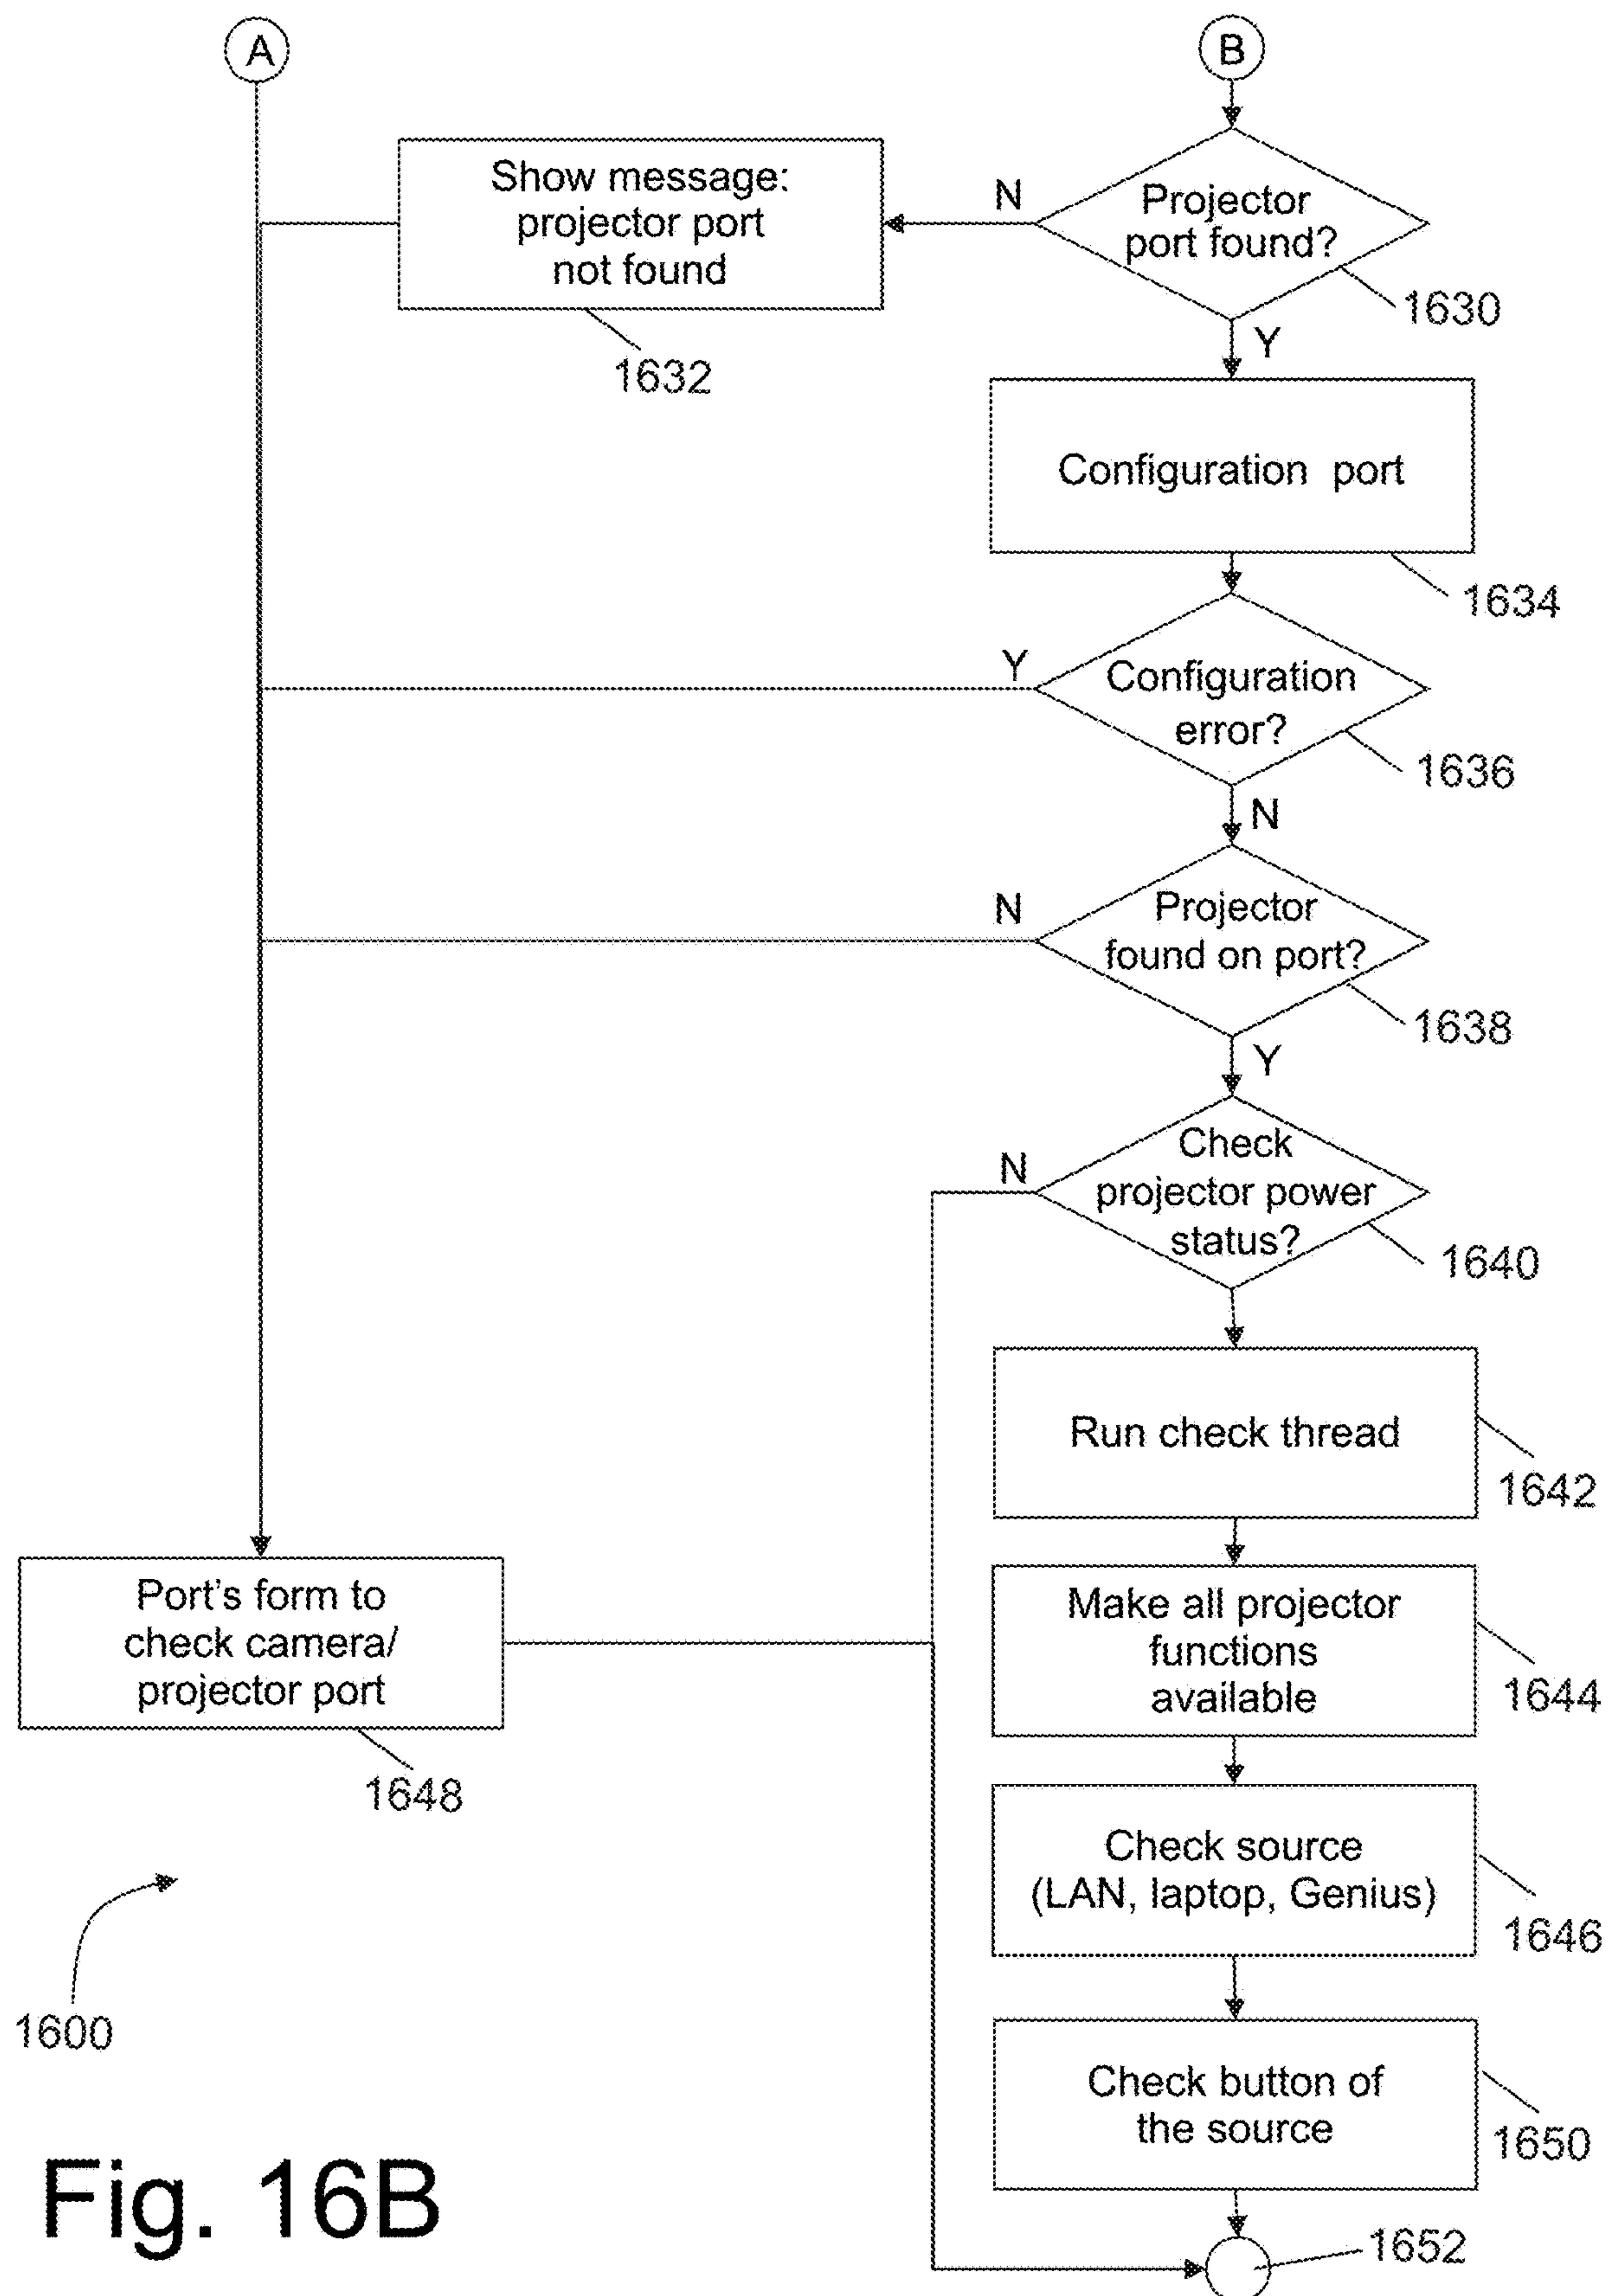 A
B
Show message:
projector port
not found
1632
N
Projector
port found?
1630
Y
Configuration port
1634
Y
Configuration
error?
1636
N
N
Projector
found on port?
1638
Y
N
Check
projector power
status?
1640
Run check thread
1642
Port's form to
check camera/
projector port
1648
Make all projector
functions
available
1644
Check source
(LAN, laptop, Genius)
1646
1600
Check button of
the source
1650
Fig. 16B
1652